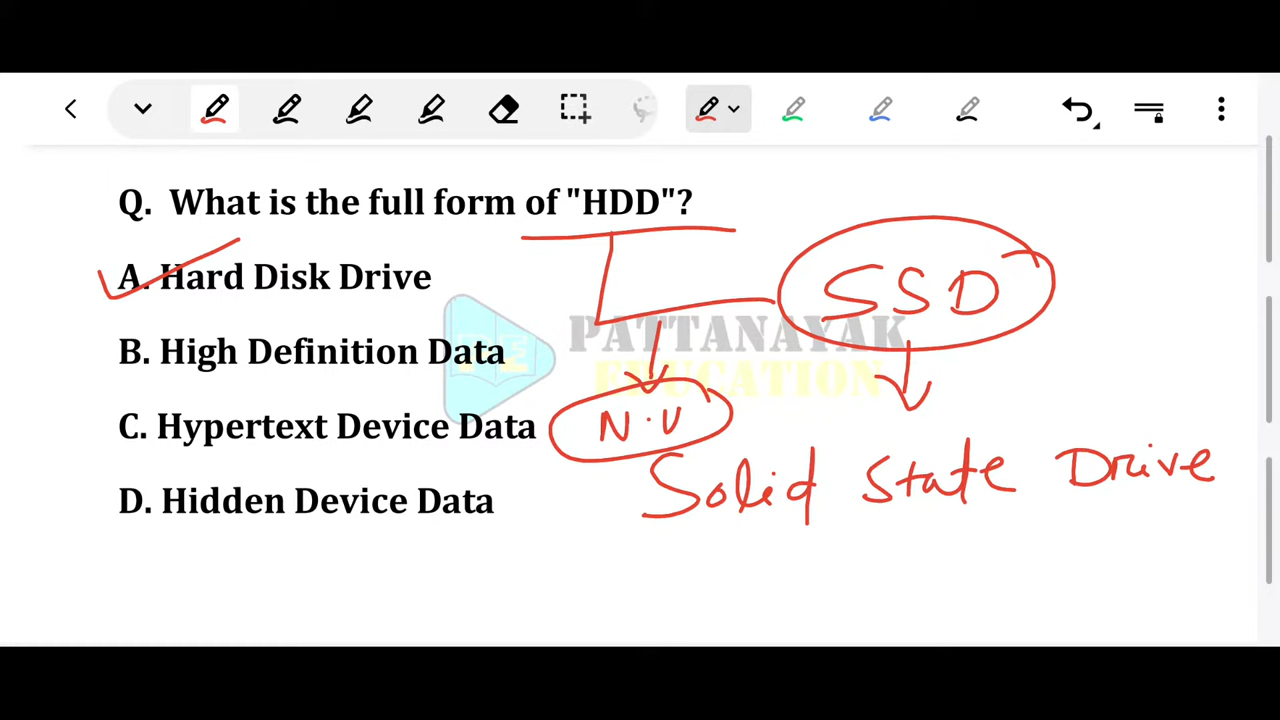 Q. What is the full form of "HDD"?
A. Hard Disk Drive
SSD
PATTANAYAK
B. High Definition Data
EDUCATION
PE
C. Hypertext Device Data
N.V
Solid State Drive
D. Hidden Device Data